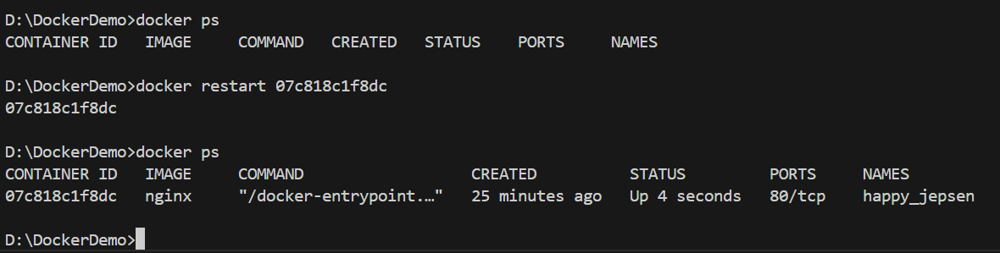 D:\DockerDemo>docker ps
CONTAINER ID   IMAGE     COMMAND   CREATED   STATUS    PORTS     NAMES
D:\DockerDemo>docker restart 07c818c1f8dc
07c818c1f8dc
D:\DockerDemo>docker ps
CONTAINER ID   IMAGE     COMMAND                  CREATED          STATUS         PORTS     NAMES
07c818c1f8dc   nginx     "/docker-entrypoint.…"   25 minutes ago   Up 4 seconds   80/tcp    happy_jepsen
D:\DockerDemo>